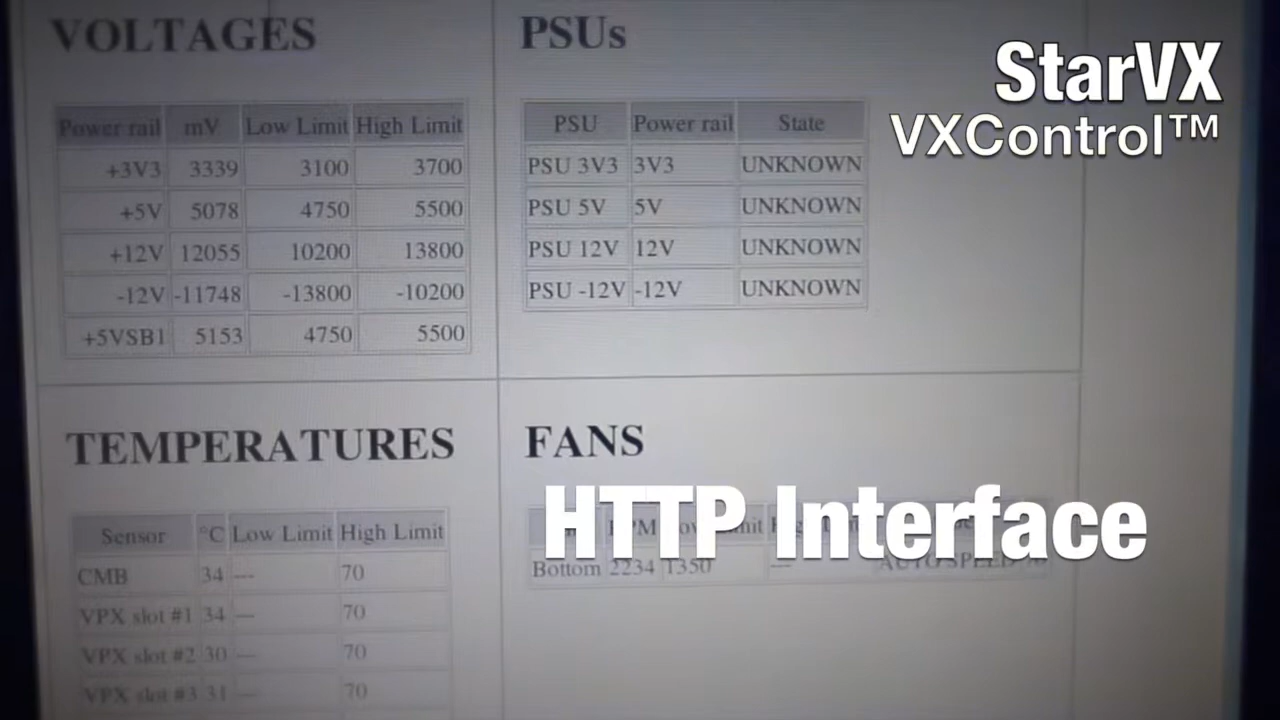 VOLTAGES
Power rail mV Low Limit High Limit
+3V3 3339 3100 3700
+5V 5078 4750 5500
+12V 12055 10200 13800
-12V -11748 -13800 -10200
+5VSB1 5153 4750 5500
PSUs
PSU Power rail State
PSU 3V3 3V3 UNKNOWN
PSU 5V 5V UNKNOWN
PSU 12V 12V UNKNOWN
PSU -12V -12V UNKNOWN
StarVX
VXControl™
TEMPERATURES
Sensor °C Low Limit High Limit
CMB 34 --- 70
VPX slot #1 34 --- 70
VPX slot #2 30 --- 70
VPX slot #3 31 --- 70
FANS
HTTP Interface
Bottom 2234 1350 --- AUTO SPEED